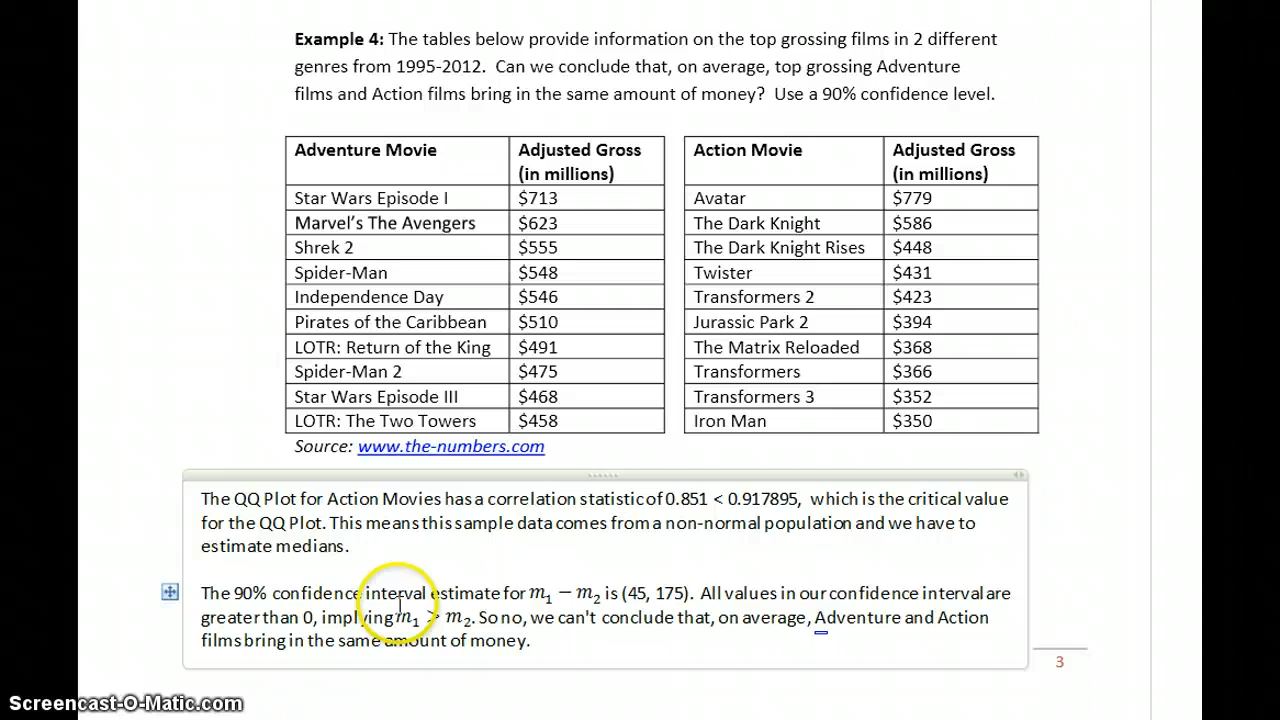 Example 4: The tables below provide information on the top grossing films in 2 different
genres from 1995-2012. Can we conclude that, on average, top grossing Adventure
films and Action films bring in the same amount of money? Use a 90% confidence level.
Adventure Movie Adjusted Gross (in millions)
Star Wars Episode I $713
Marvel's The Avengers $623
Shrek 2 $555
Spider-Man $548
Independence Day $546
Pirates of the Caribbean $510
LOTR: Return of the King $491
Spider-Man 2 $475
Star Wars Episode III $468
LOTR: The Two Towers $458
Action Movie Adjusted Gross (in millions)
Avatar $779
The Dark Knight $586
The Dark Knight Rises $448
Twister $431
Transformers 2 $423
Jurassic Park 2 $394
The Matrix Reloaded $368
Transformers $366
Transformers 3 $352
Iron Man $350
Source: www.the-numbers.com
The QQ Plot for Action Movies has a correlation statistic of 0.851 < 0.917895, which is the critical value
for the QQ Plot. This means this sample data comes from a non-normal population and we have to
estimate medians.
The 90% confidence interval estimate for m₁ − m₂ is (45, 175). All values in our confidence interval are
greater than 0, implying m₁ > m₂. So no, we can't conclude that, on average, Adventure and Action
films bring in the same amount of money.
3
Screencast-O-Matic.com